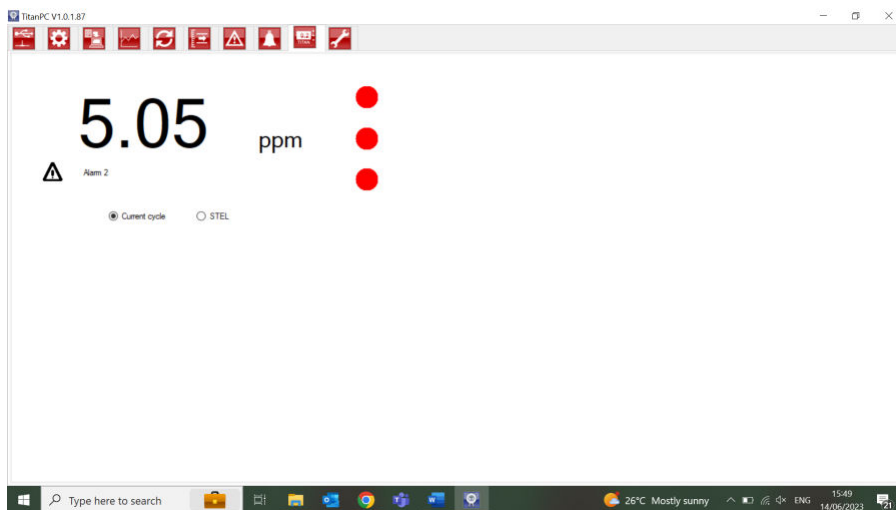 TitanPC V1.0.1.87
TITAN
5.05 ppm
Alarm 2
Current cycle STEL
Type here to search
26°C Mostly sunny
ENG
15:49
14/06/2023
21